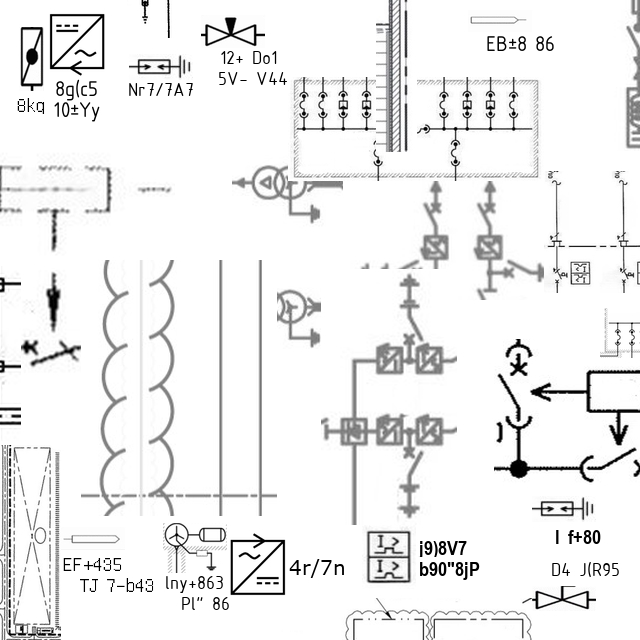 EB±8 86
12+ Do1
5V- V44
8g(c5
10±Yy
8kq
Nr7/7A7
EF+435
TJ 7-b43
lny+863
Pl" 86
4r/7n
j9)8V7
b90"8jP
I f+80
D4 J(R95